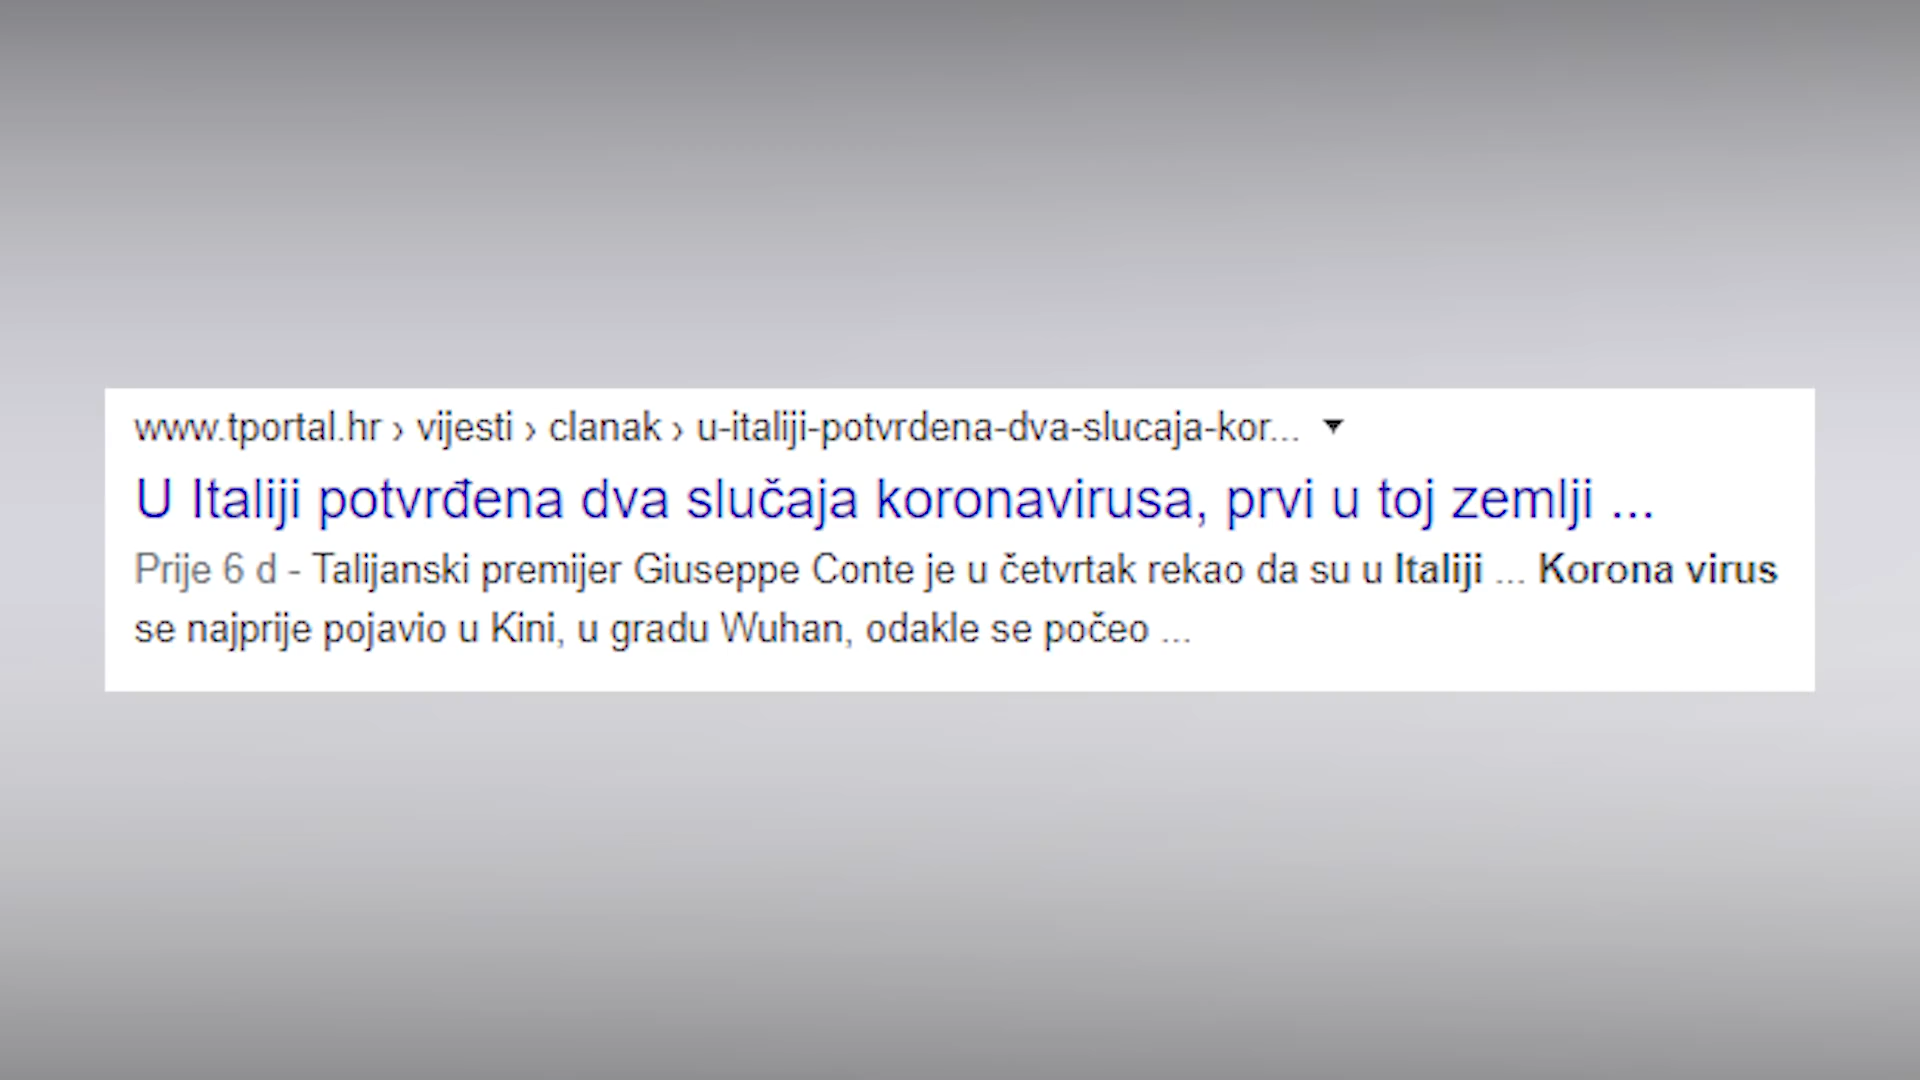 www.tportal.hr › vijesti › clanak › u-italiji-potvrdena-dva-slucaja-kor...
U Italiji potvrđena dva slučaja koronavirusa, prvi u toj zemlji ...
Prije 6 d - Talijanski premijer Giuseppe Conte je u četvrtak rekao da su u Italiji ... Korona virus
se najprije pojavio u Kini, u gradu Wuhan, odakle se počeo ...